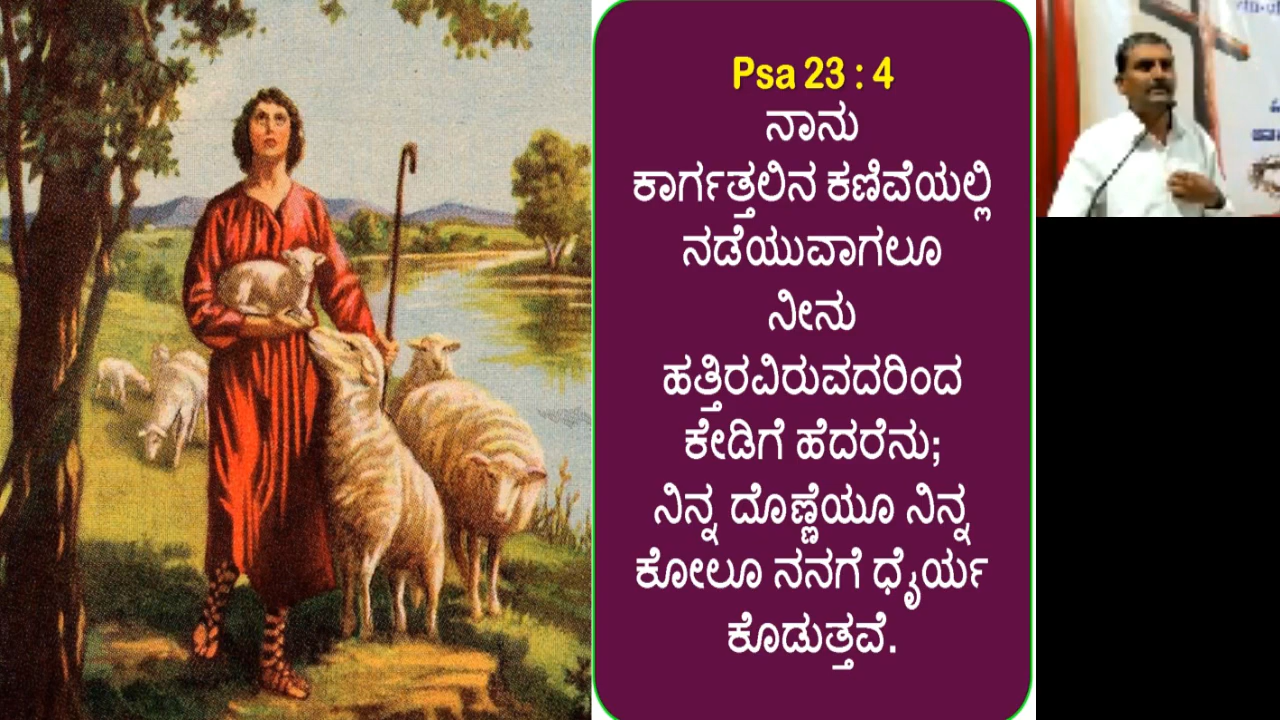 Psa 23 : 4
ನಾನು
ಕಾರ್ಗತ್ತಲಿನ ಕಣಿವೆಯಲ್ಲಿ
ನಡೆಯುವಾಗಲೂ
ನೀನು
ಹತ್ತಿರವಿರುವದರಿಂದ
ಕೇಡಿಗೆ ಹೆದರೆನು;
ನಿನ್ನ ದೊಣ್ಣೆಯೂ ನಿನ್ನ
ಕೋಲೂ ನನಗೆ ಧೈರ್ಯ
ಕೊಡುತ್ತವೆ.